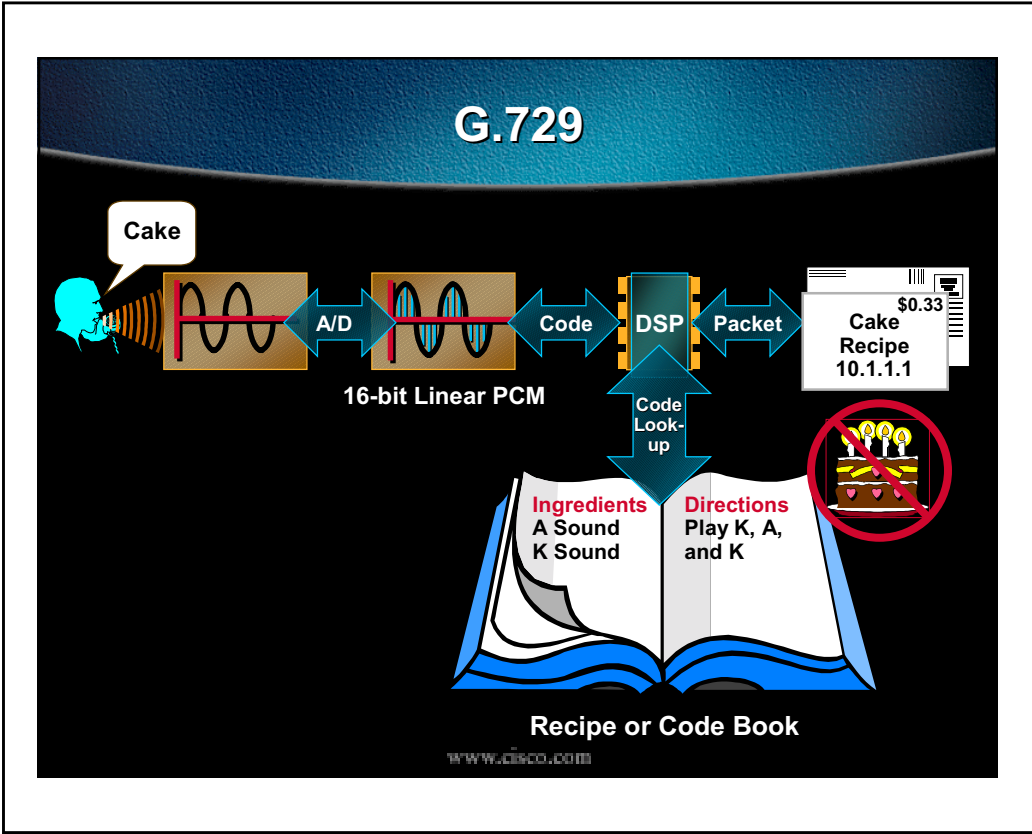 G.729
Cake
A/D
Code
DSP
Packet
$0.33
Cake
Recipe
10.1.1.1
16-bit Linear PCM
Code
Look-
up
Ingredients
A Sound
K Sound
Directions
Play K, A,
and K
Recipe or Code Book
www.cisco.com